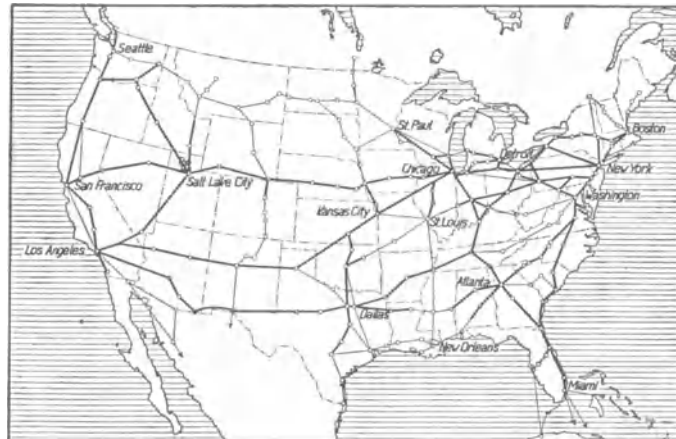 Seattle
St. Paul
Boston
Detroit
Chicago
New York
San Francisco
Salt Lake City
Washington
Kansas City
St. Louis
Los Angeles
Atlanta
Dallas
New Orleans
Miami